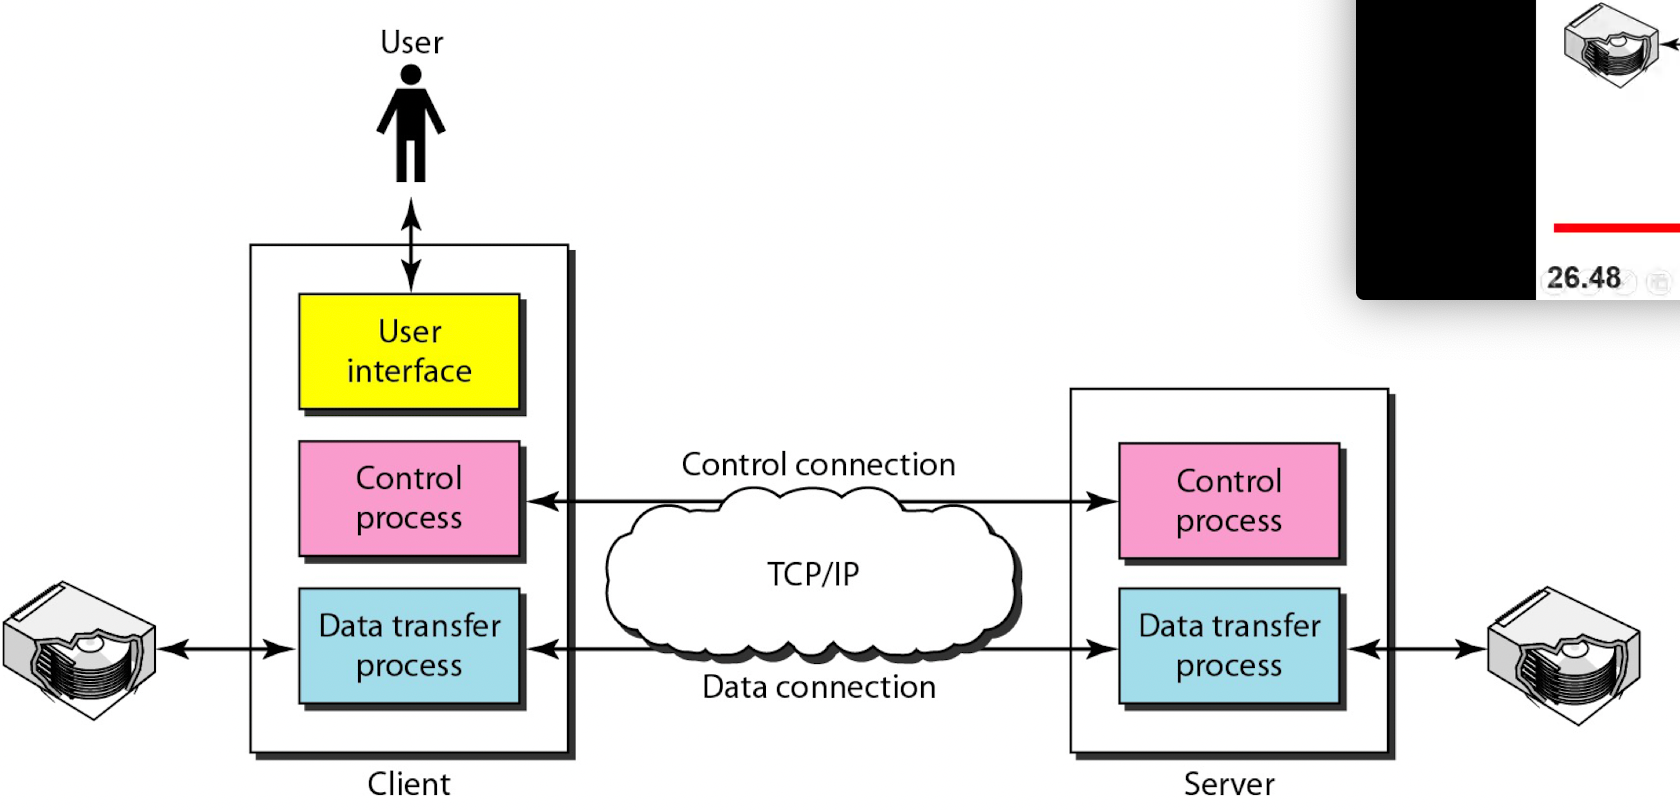 User
26.48
User
interface
Control
process
Control connection
Control
process
TCP/IP
Data transfer
process
Data transfer
process
Data connection
Client
Server